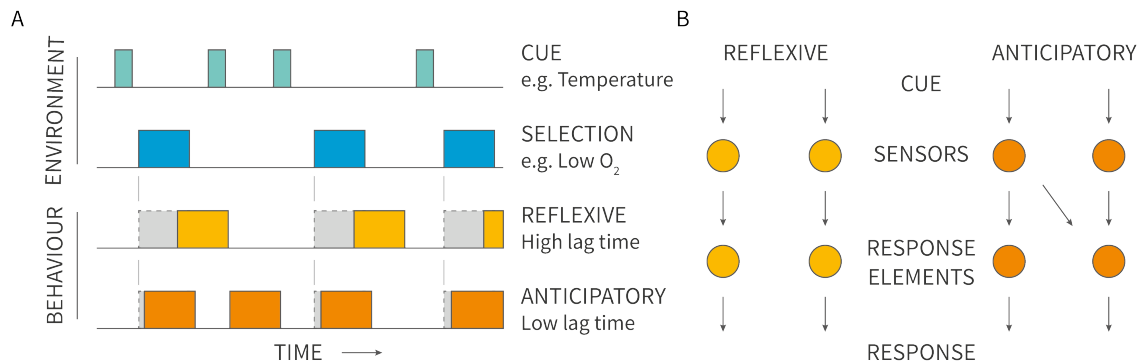 A
ENVIRONMENT
BEHAVIOUR
CUE
e.g. Temperature
SELECTION
e.g. Low O₂
REFLEXIVE
High lag time
ANTICIPATORY
Low lag time
TIME
B
REFLEXIVE
ANTICIPATORY
CUE
SENSORS
RESPONSE
ELEMENTS
RESPONSE